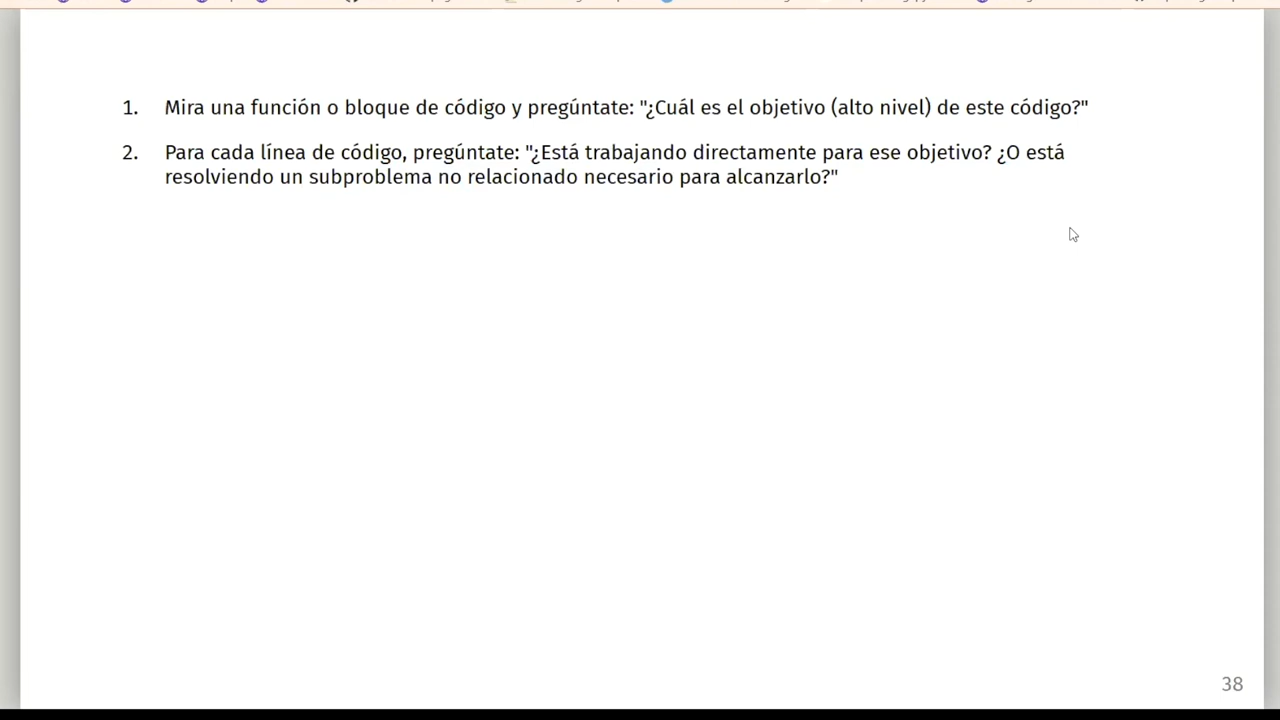 1. Mira una función o bloque de código y pregúntate: "¿Cuál es el objetivo (alto nivel) de este código?"
2. Para cada línea de código, pregúntate: "¿Está trabajando directamente para ese objetivo? ¿O está
resolviendo un subproblema no relacionado necesario para alcanzarlo?"
38